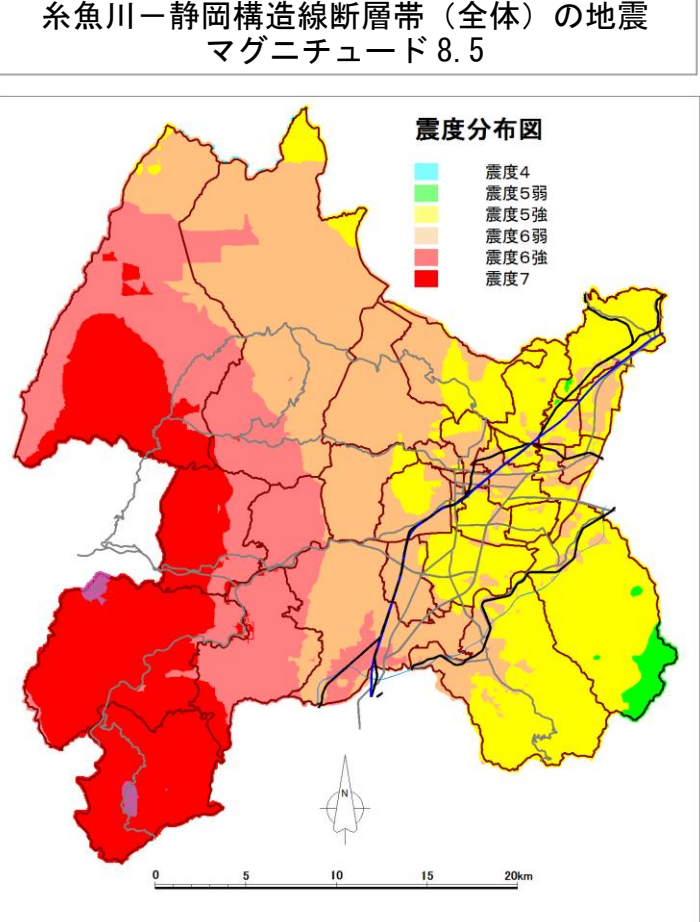 糸魚川－静岡構造線断層帯（全体）の地震
マグニチュード8.5
震度分布図
震度4
震度5弱
震度5強
震度6弱
震度6強
震度7
N
0 5 10 15 20km